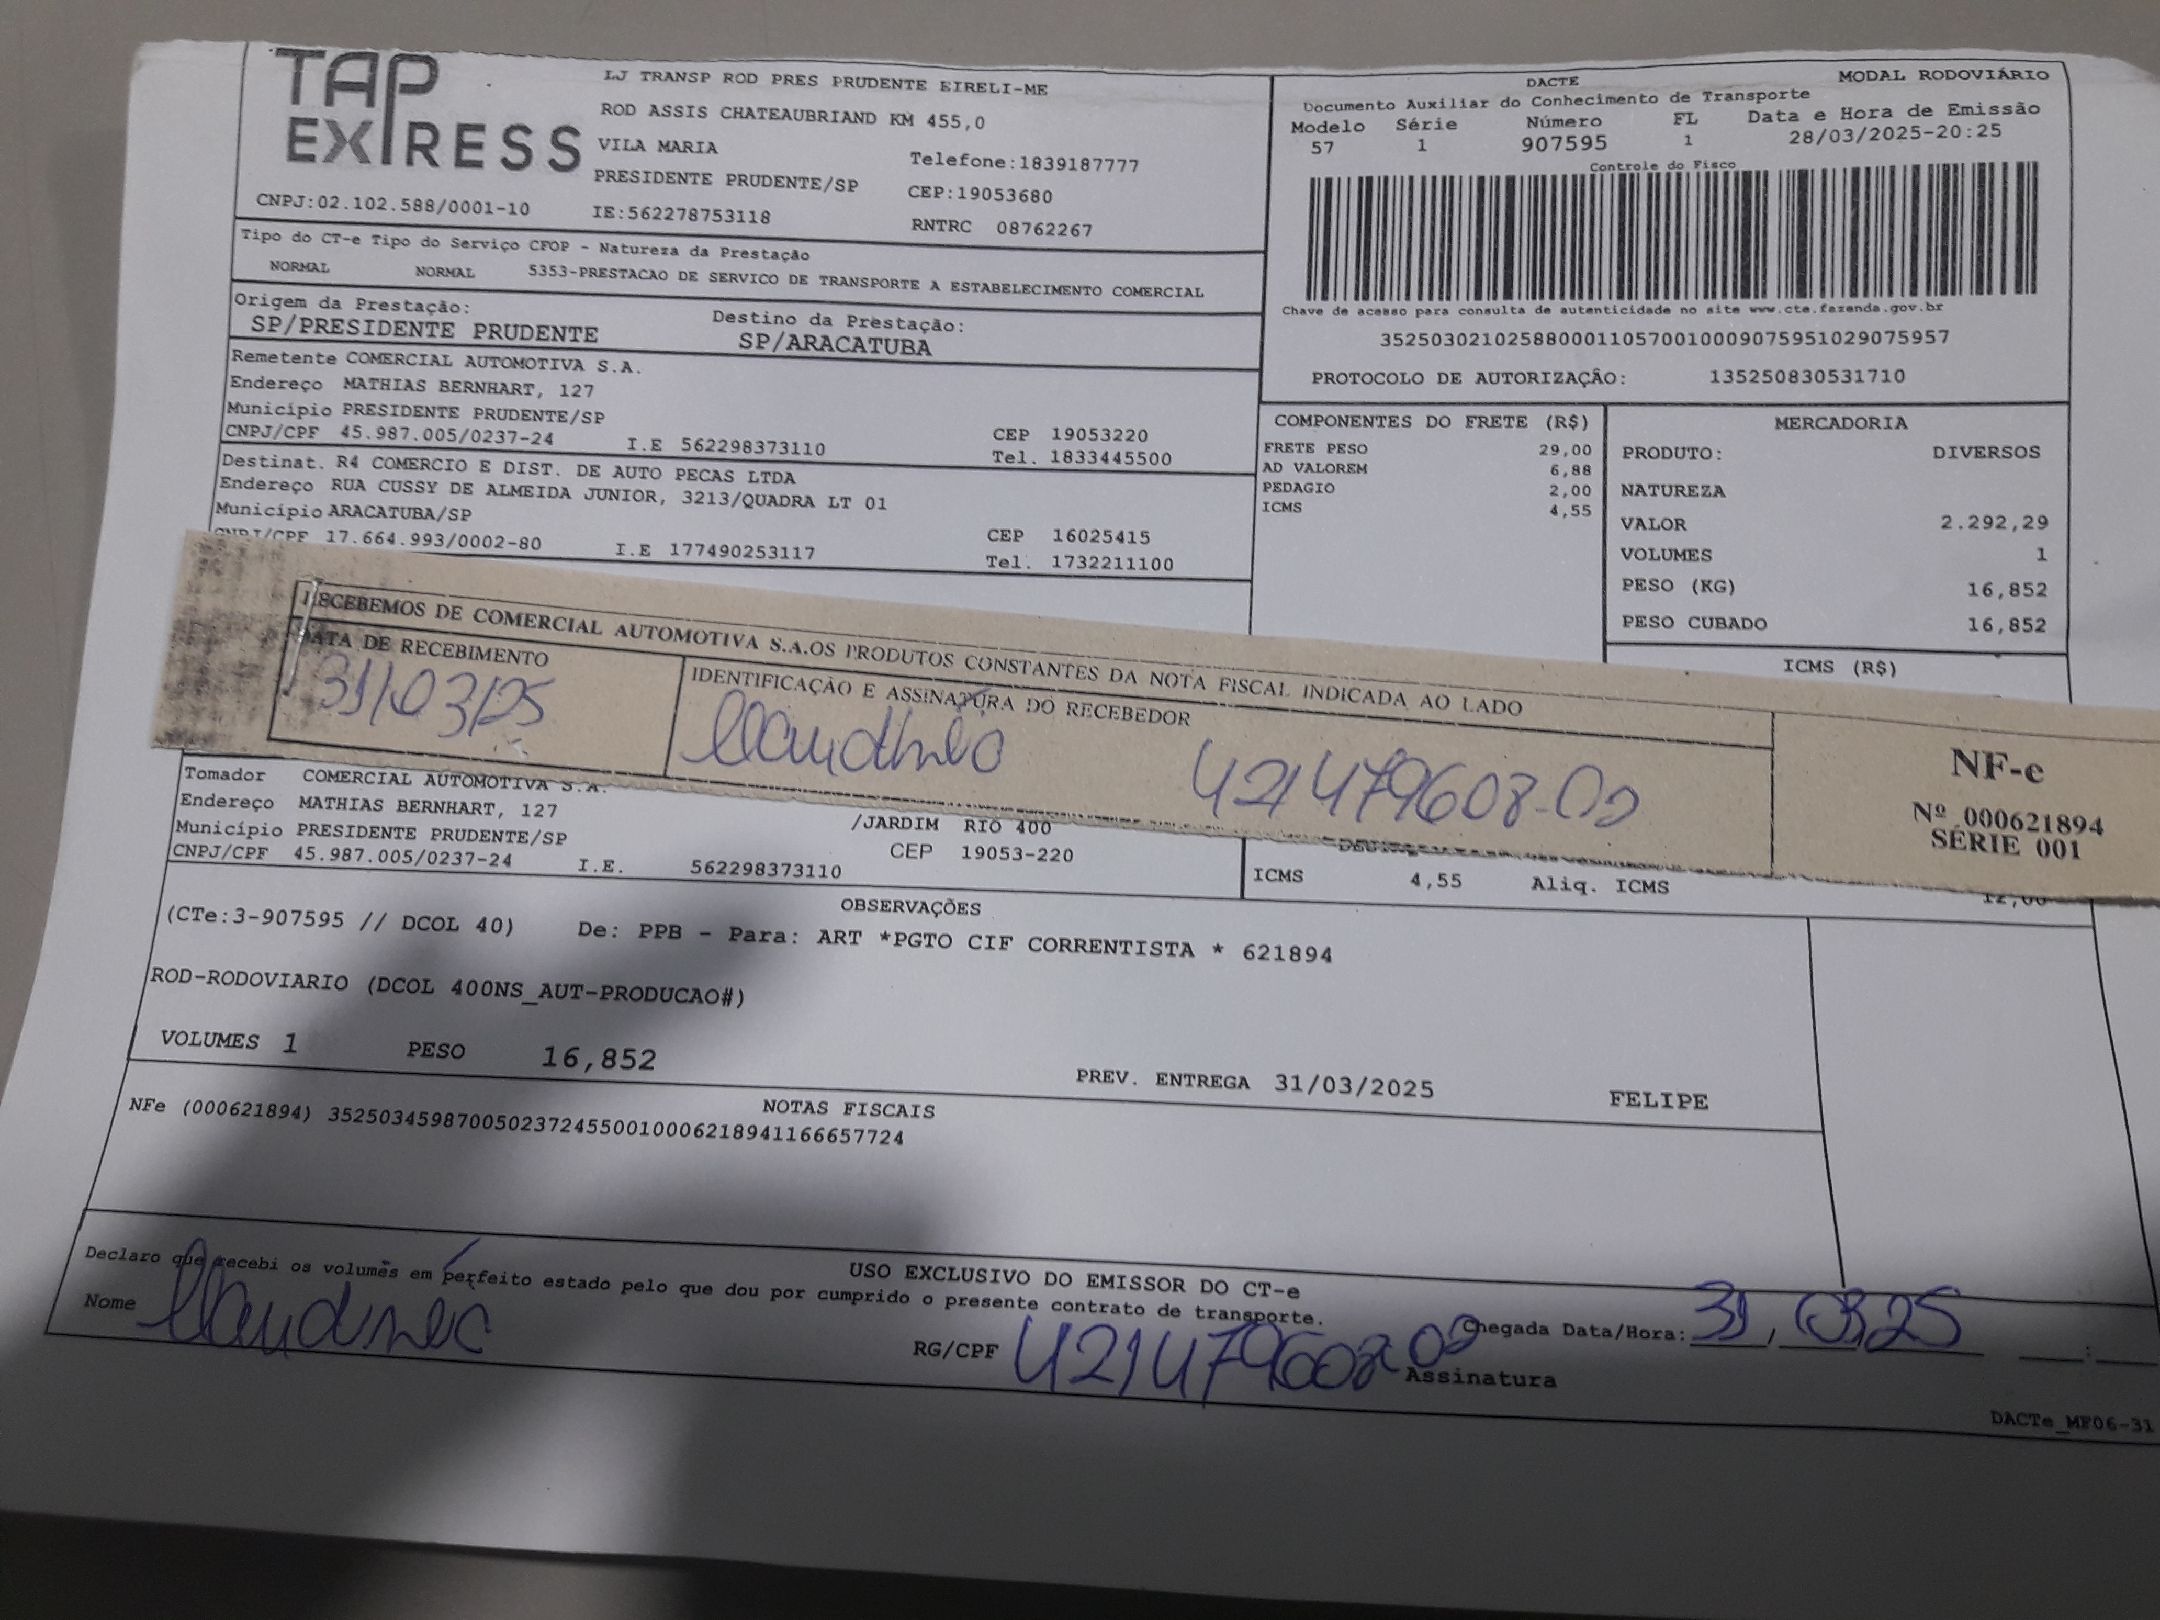 TAP EXPRESS
LJ TRANSP ROD PRES PRUDENTE EIRELI-ME
ROD ASSIS CHATEAUBRIAND KM 455,0
VILA MARIA
Telefone:1839187777
PRESIDENTE PRUDENTE/SP
CEP:19053680
CNPJ:02.102.588/0001-10
IE:562278753118
RNTRC 08762267
DACTE
MODAL RODOVIÁRIO
Documento Auxiliar do Conhecimento de Transporte
Modelo Série Número FL Data e Hora de Emissão
57 1 907595 1 28/03/2025-20:25
Controle do Fisco
Chave de acesso para consulta de autenticidade no site www.cte.fazenda.gov.br
35250302102588000110570010009075951029075957
PROTOCOLO DE AUTORIZAÇÃO: 135250830531710
Tipo do CT-e Tipo do Serviço CFOP - Natureza da Prestação
NORMAL NORMAL 5353-PRESTACAO DE SERVICO DE TRANSPORTE A ESTABELECIMENTO COMERCIAL
Origem da Prestação: Destino da Prestação:
SP/PRESIDENTE PRUDENTE SP/ARACATUBA
Remetente COMERCIAL AUTOMOTIVA S.A.
Endereço MATHIAS BERNHART, 127
Município PRESIDENTE PRUDENTE/SP
CEP 19053220
CNPJ/CPF 45.987.005/0237-24 I.E 562298373110
Tel. 1833445500
Destinat. R4 COMERCIO E DIST. DE AUTO PECAS LTDA
Endereço RUA CUSSY DE ALMEIDA JUNIOR, 3213/QUADRA LT 01
Município ARACATUBA/SP
CEP 16025415
CNPJ/CPF 17.664.993/0002-80 I.E 177490253117
Tel. 1732211100
COMPONENTES DO FRETE (R$)
FRETE PESO 29,00
AD VALOREM 6,88
PEDAGIO 2,00
ICMS 4,55
MERCADORIA
PRODUTO: DIVERSOS
NATUREZA
VALOR 2.292,29
VOLUMES 1
PESO (KG) 16,852
PESO CUBADO 16,852
ICMS (R$)
RECEBEMOS DE COMERCIAL AUTOMOTIVA S.A.OS PRODUTOS CONSTANTES DA NOTA FISCAL INDICADA AO LADO
DATA DE RECEBIMENTO
31/03/25
IDENTIFICAÇÃO E ASSINATURA DO RECEBEDOR
421479608-00
NF-e
Nº 000621894
SÉRIE 001
Tomador COMERCIAL AUTOMOTIVA S.A.
Endereço MATHIAS BERNHART, 127
/JARDIM RIO 400
Município PRESIDENTE PRUDENTE/SP
CEP 19053-220
CNPJ/CPF 45.987.005/0237-24 I.E. 562298373110
ICMS 4,55 Aliq. ICMS 12,00
OBSERVAÇÕES
(CTe:3-907595 // DCOL 40) De: PPB - Para: ART *PGTO CIF CORRENTISTA * 621894
ROD-RODOVIARIO (DCOL 400NS_AUT-PRODUCAO#)
VOLUMES 1 PESO 16,852
PREV. ENTREGA 31/03/2025 FELIPE
NOTAS FISCAIS
NFe (000621894) 35250345987005023724550010006218941166657724
USO EXCLUSIVO DO EMISSOR DO CT-e
Declaro que recebi os volumes em perfeito estado pelo que dou por cumprido o presente contrato de transporte.
Nome
RG/CPF 421479608 00
Chegada Data/Hora: 31/03/25
Assinatura
DACTe_MF06-31